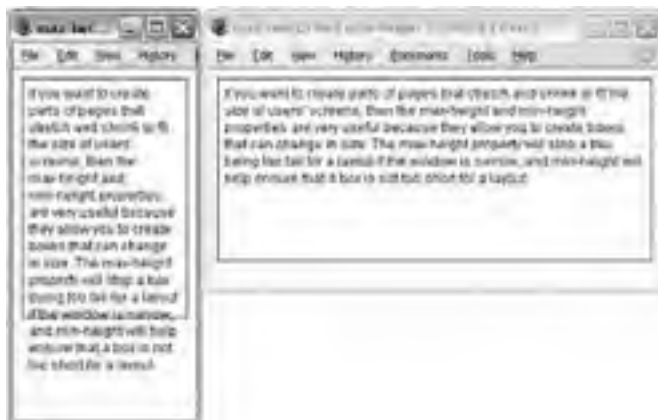 max-hei...
File Edit View History
If you want to create
parts of pages that
stretch and shrink to fit
the size of users'
screens, then the
max-height and
min-height properties
are very useful because
they allow you to create
boxes that can change
in size. The max-height
property will stop a box
being too tall for a layout
if the window is narrow,
and min-height will help
ensure that a box is not
too short for a layout.
File Edit View History Bookmarks Tools Help
If you want to create parts of pages that stretch and shrink to fit the
size of users' screens, then the max-height and min-height
properties are very useful because they allow you to create boxes
that can change in size. The max-height property will stop a box
being too tall for a layout if the window is narrow, and min-height will
help ensure that a box is not too short for a layout.